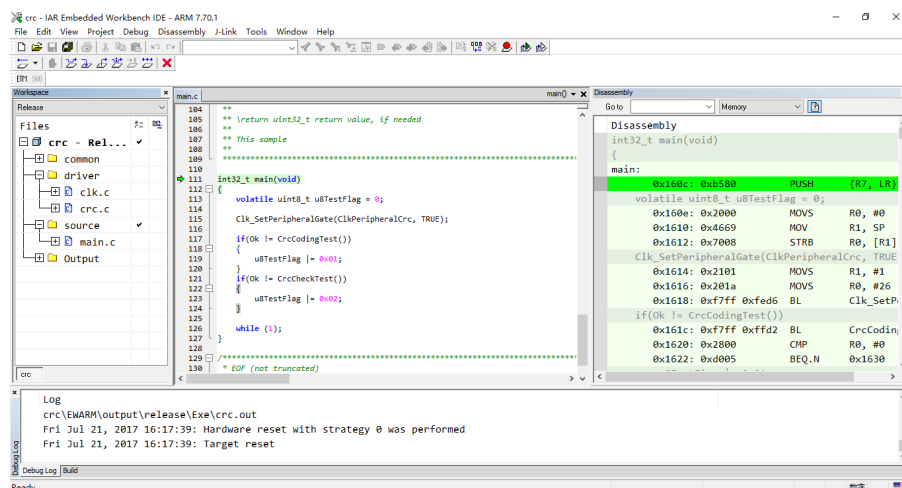 crc - IAR Embedded Workbench IDE - ARM 7.70.1
File Edit View Project Debug Disassembly J-Link Tools Window Help
ETM SWO
Workspace
Release
Files
crc - Rel...
common
driver
clk.c
crc.c
source
main.c
Output
crc
main.c
main()
104 **
105 ** \return uint32_t return value, if needed
106 **
107 ** This sample
108 **
109 ******************************************************************************
110
111 int32_t main(void)
112 {
113 volatile uint8_t u8TestFlag = 0;
114
115 Clk_SetPeripheralGate(ClkPeripheralCrc, TRUE);
116
117 if(Ok != CrcCodingTest())
118 {
119 u8TestFlag |= 0x01;
120 }
121 if(Ok != CrcCheckTest())
122 {
123 u8TestFlag |= 0x02;
124 }
125
126 while (1);
127 }
128
129 /******************************************************************************
130 * EOF (not truncated)
Disassembly
Go to
Memory
Disassembly
int32_t main(void)
{
main:
0x160c: 0xb580 PUSH {R7, LR}
volatile uint8_t u8TestFlag = 0;
0x160e: 0x2000 MOVS R0, #0
0x1610: 0x4669 MOV R1, SP
0x1612: 0x7008 STRB R0, [R1]
Clk_SetPeripheralGate(ClkPeripheralCrc, TRUE
0x1614: 0x2101 MOVS R1, #1
0x1616: 0x201a MOVS R0, #26
0x1618: 0xf7ff 0xfed6 BL Clk_SetP
if(Ok != CrcCodingTest())
0x161c: 0xf7ff 0xffd2 BL CrcCodin
0x1620: 0x2800 CMP R0, #0
0x1622: 0xd005 BEQ.N 0x1630
Log
crc\EWARM\output\release\Exe\crc.out
Fri Jul 21, 2017 16:17:39: Hardware reset with strategy 0 was performed
Fri Jul 21, 2017 16:17:39: Target reset
Debug Log
Debug Log Build
Ready
数字